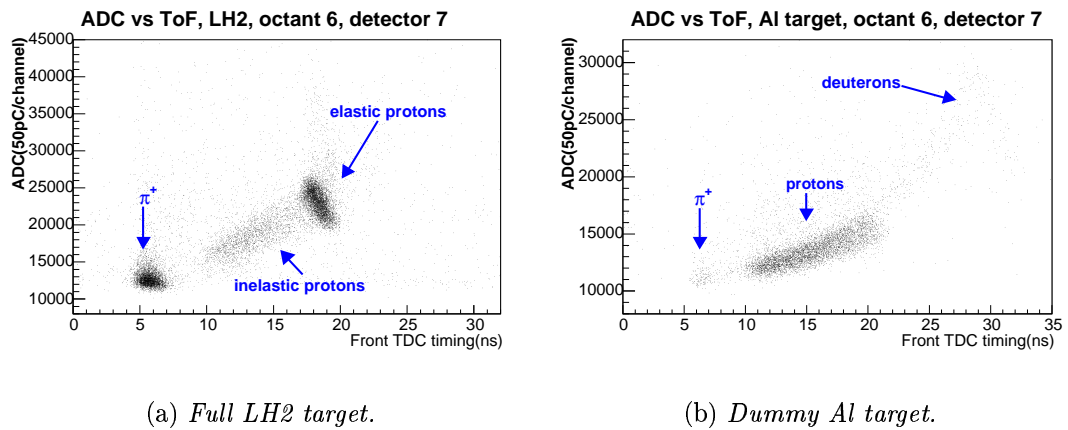 ADC vs ToF, LH2, octant 6, detector 7
ADC(50pC/channel)
45000
40000
35000
30000
25000
20000
15000
10000
elastic protons
π+
inelastic protons
0 5 10 15 20 25 30
Front TDC timing(ns)
(a) Full LH2 target.
ADC vs ToF, Al target, octant 6, detector 7
ADC(50pC/channel)
30000
25000
20000
15000
10000
deuterons
protons
π+
0 5 10 15 20 25 30 35
Front TDC timing(ns)
(b) Dummy Al target.